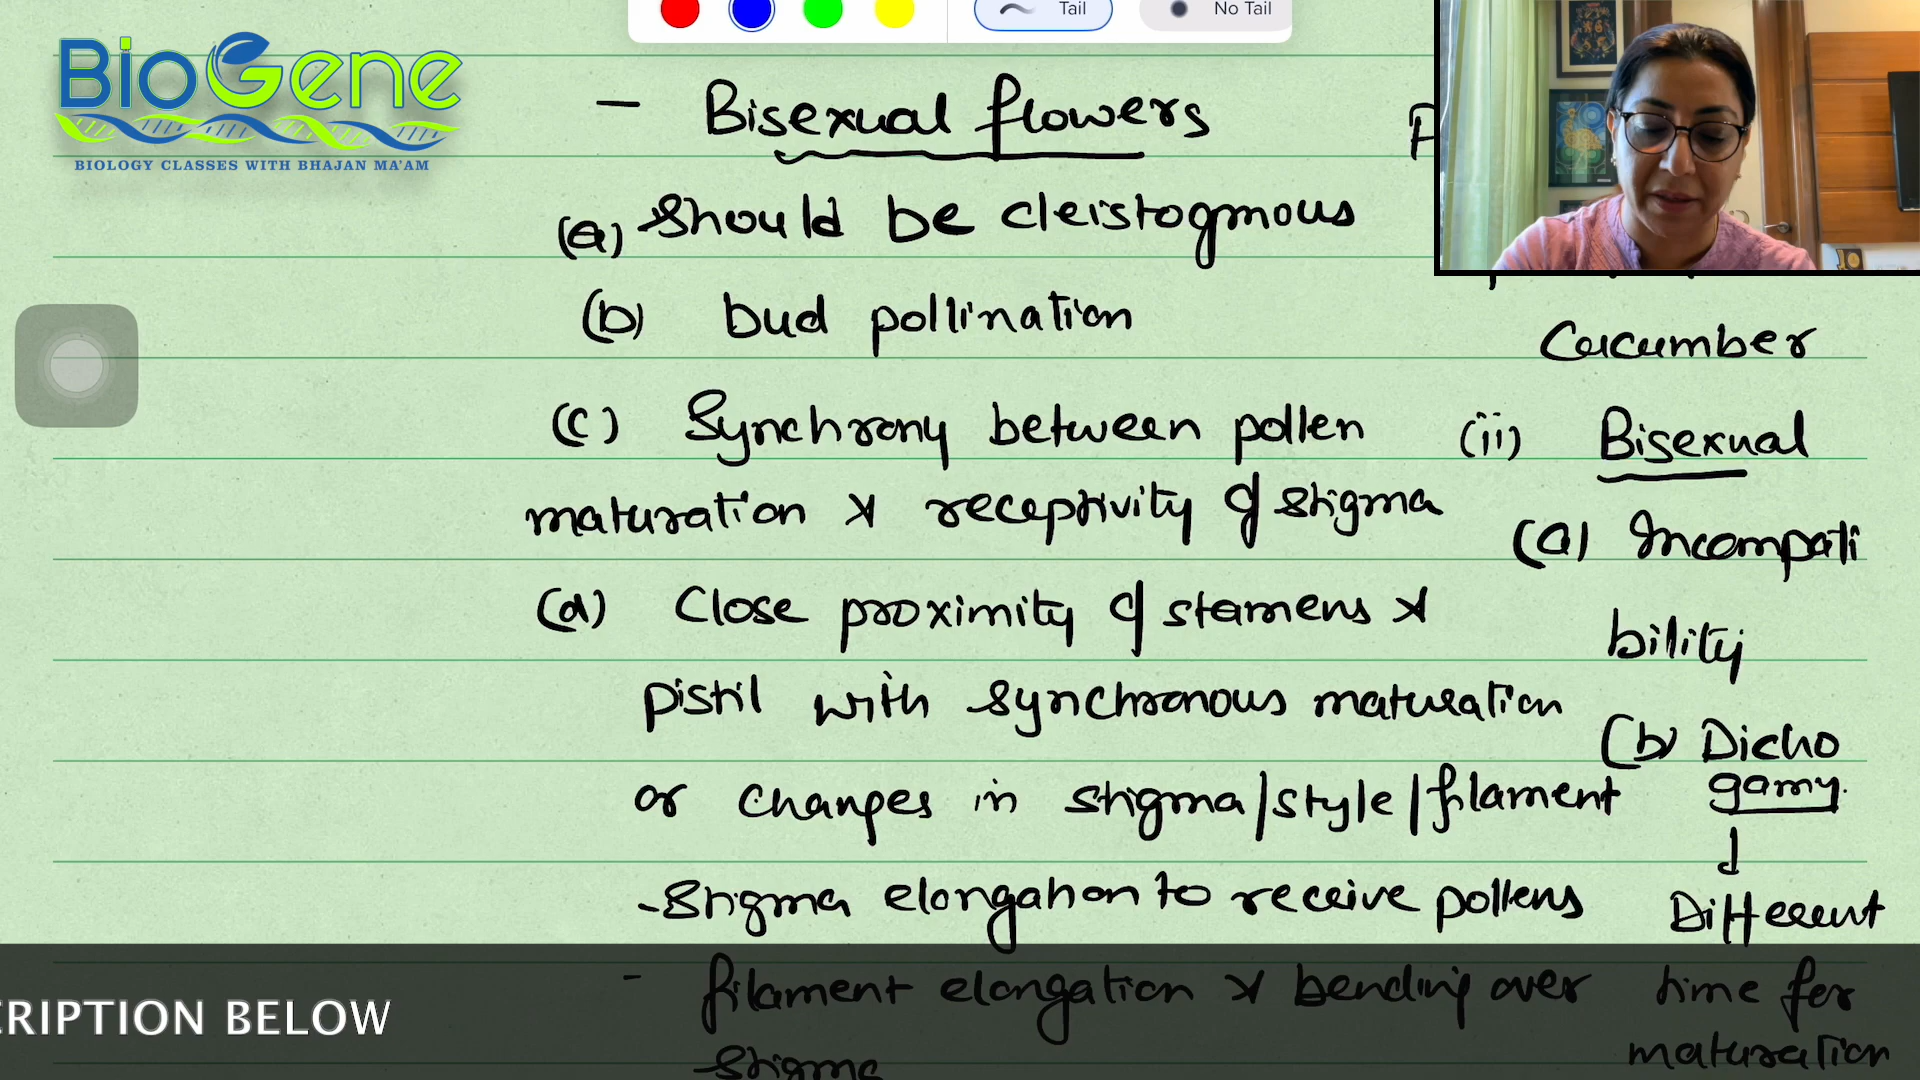 Tail
No Tail
BioGene
BIOLOGY CLASSES WITH BHAJAN MA'AM
- Bisexual flowers
(a) Should be cleistogmous
(b) bud pollination
(c) Synchrony between pollen
maturation & receptivity of stigma
(d) Close proximity of stamens &
pistil with synchronous maturation
or changes in stigma/style/filament
- Stigma elongation to receive pollens
- filament elongation & bending over
stigma
Cucumber
(ii) Bisexual
(a) Incompati
bility
(b) Dicho
gamy.
Different
time for
maturation
CRIPTION BELOW